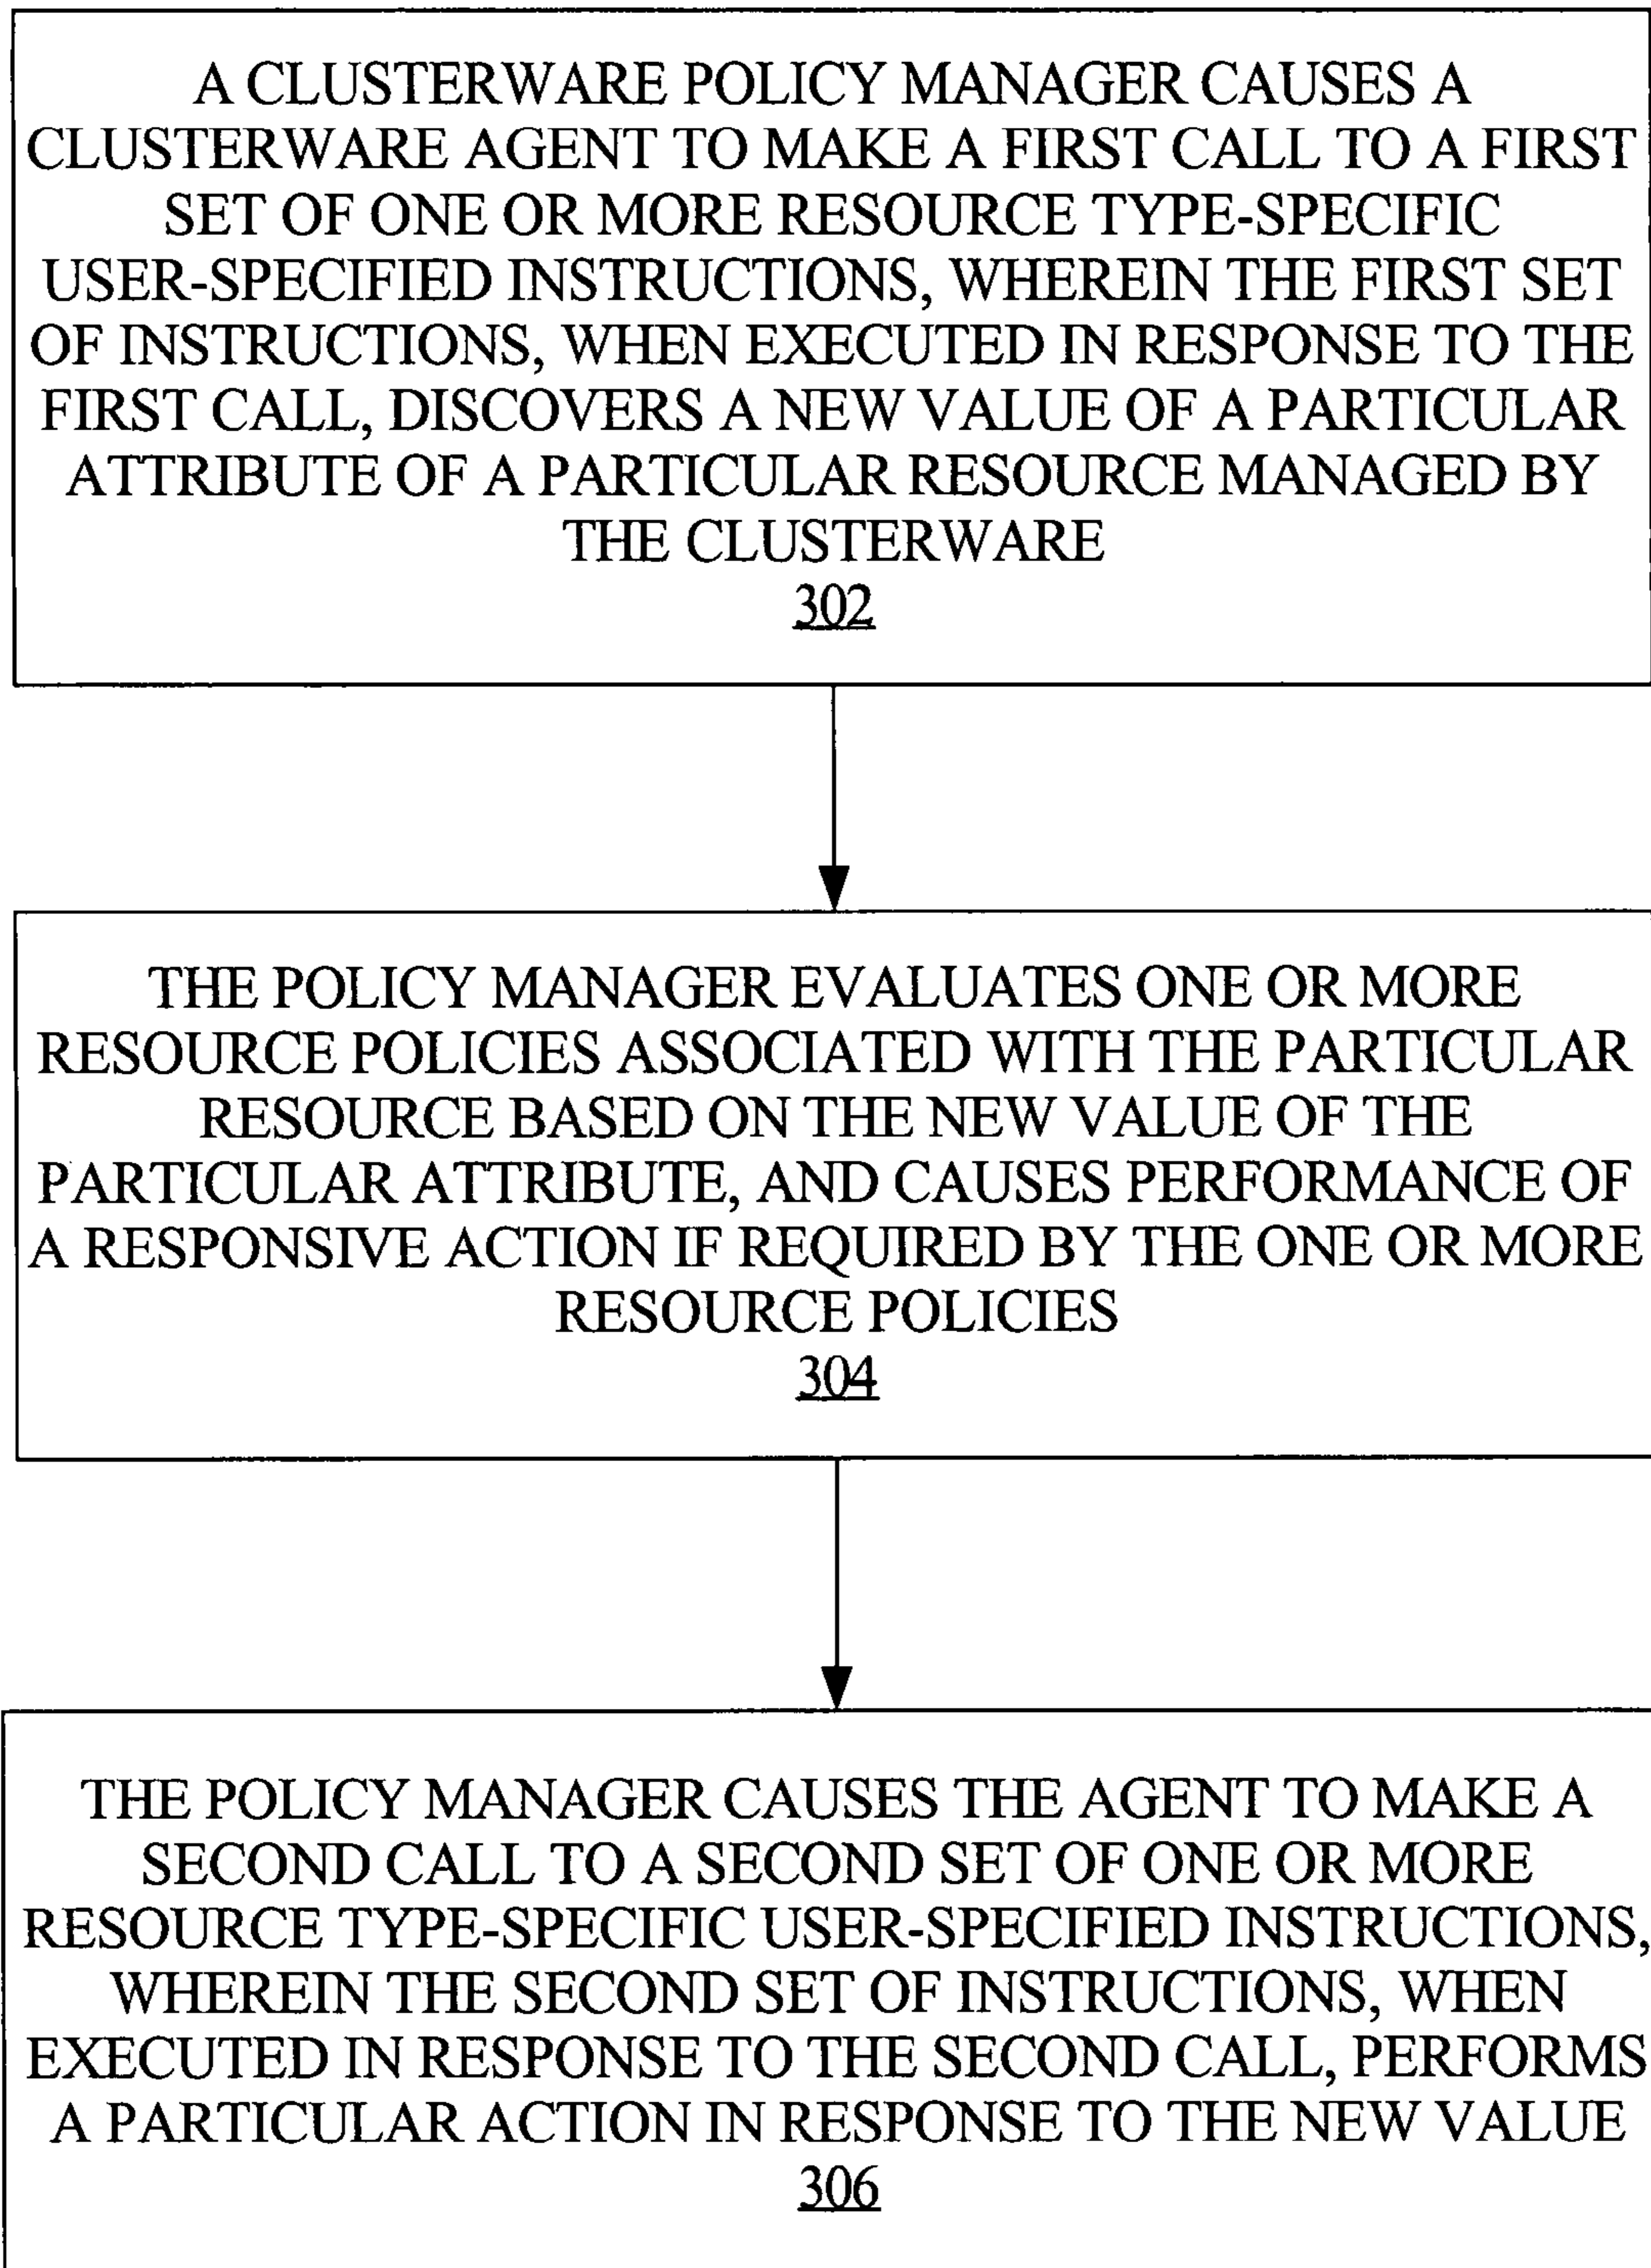 A CLUSTERWARE POLICY MANAGER CAUSES A
CLUSTERWARE AGENT TO MAKE A FIRST CALL TO A FIRST
SET OF ONE OR MORE RESOURCE TYPE-SPECIFIC
USER-SPECIFIED INSTRUCTIONS, WHEREIN THE FIRST SET
OF INSTRUCTIONS, WHEN EXECUTED IN RESPONSE TO THE
FIRST CALL, DISCOVERS A NEW VALUE OF A PARTICULAR
ATTRIBUTE OF A PARTICULAR RESOURCE MANAGED BY
THE CLUSTERWARE
302
THE POLICY MANAGER EVALUATES ONE OR MORE
RESOURCE POLICIES ASSOCIATED WITH THE PARTICULAR
RESOURCE BASED ON THE NEW VALUE OF THE
PARTICULAR ATTRIBUTE, AND CAUSES PERFORMANCE OF
A RESPONSIVE ACTION IF REQUIRED BY THE ONE OR MORE
RESOURCE POLICIES
304
THE POLICY MANAGER CAUSES THE AGENT TO MAKE A
SECOND CALL TO A SECOND SET OF ONE OR MORE
RESOURCE TYPE-SPECIFIC USER-SPECIFIED INSTRUCTIONS,
WHEREIN THE SECOND SET OF INSTRUCTIONS, WHEN
EXECUTED IN RESPONSE TO THE SECOND CALL, PERFORMS
A PARTICULAR ACTION IN RESPONSE TO THE NEW VALUE
306